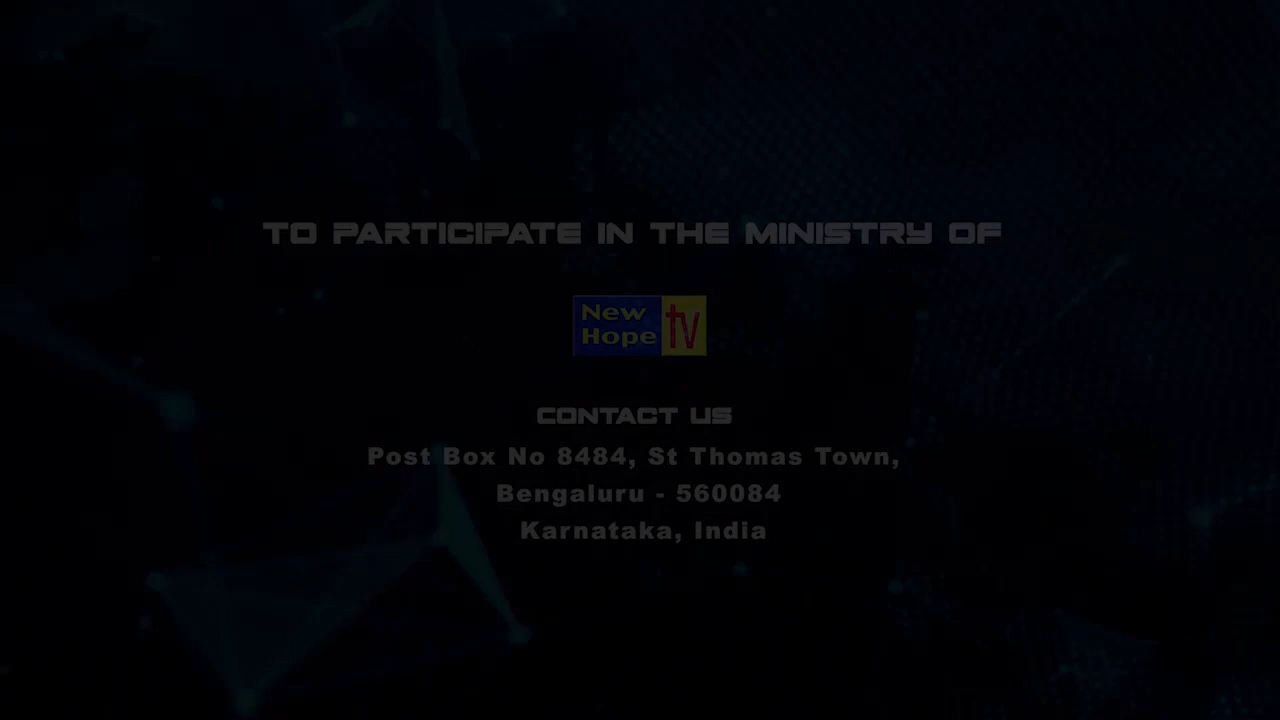 TO PARTICIPATE IN THE MINISTRY OF
New
Hope
tv
CONTACT US
Post Box No 8484, St Thomas Town,
Bengaluru - 560084
Karnataka, India